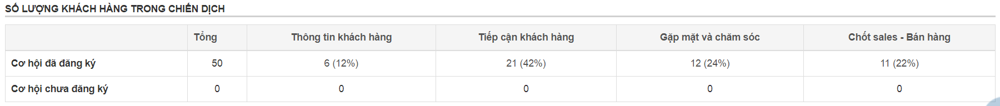 SỐ LƯỢNG KHÁCH HÀNG TRONG CHIẾN DỊCH
Tổng Thông tin khách hàng Tiếp cận khách hàng Gặp mặt và chăm sóc Chốt sales - Bán hàng
Cơ hội đã đăng ký 50 6 (12%) 21 (42%) 12 (24%) 11 (22%)
Cơ hội chưa đăng ký 0 0 0 0 0